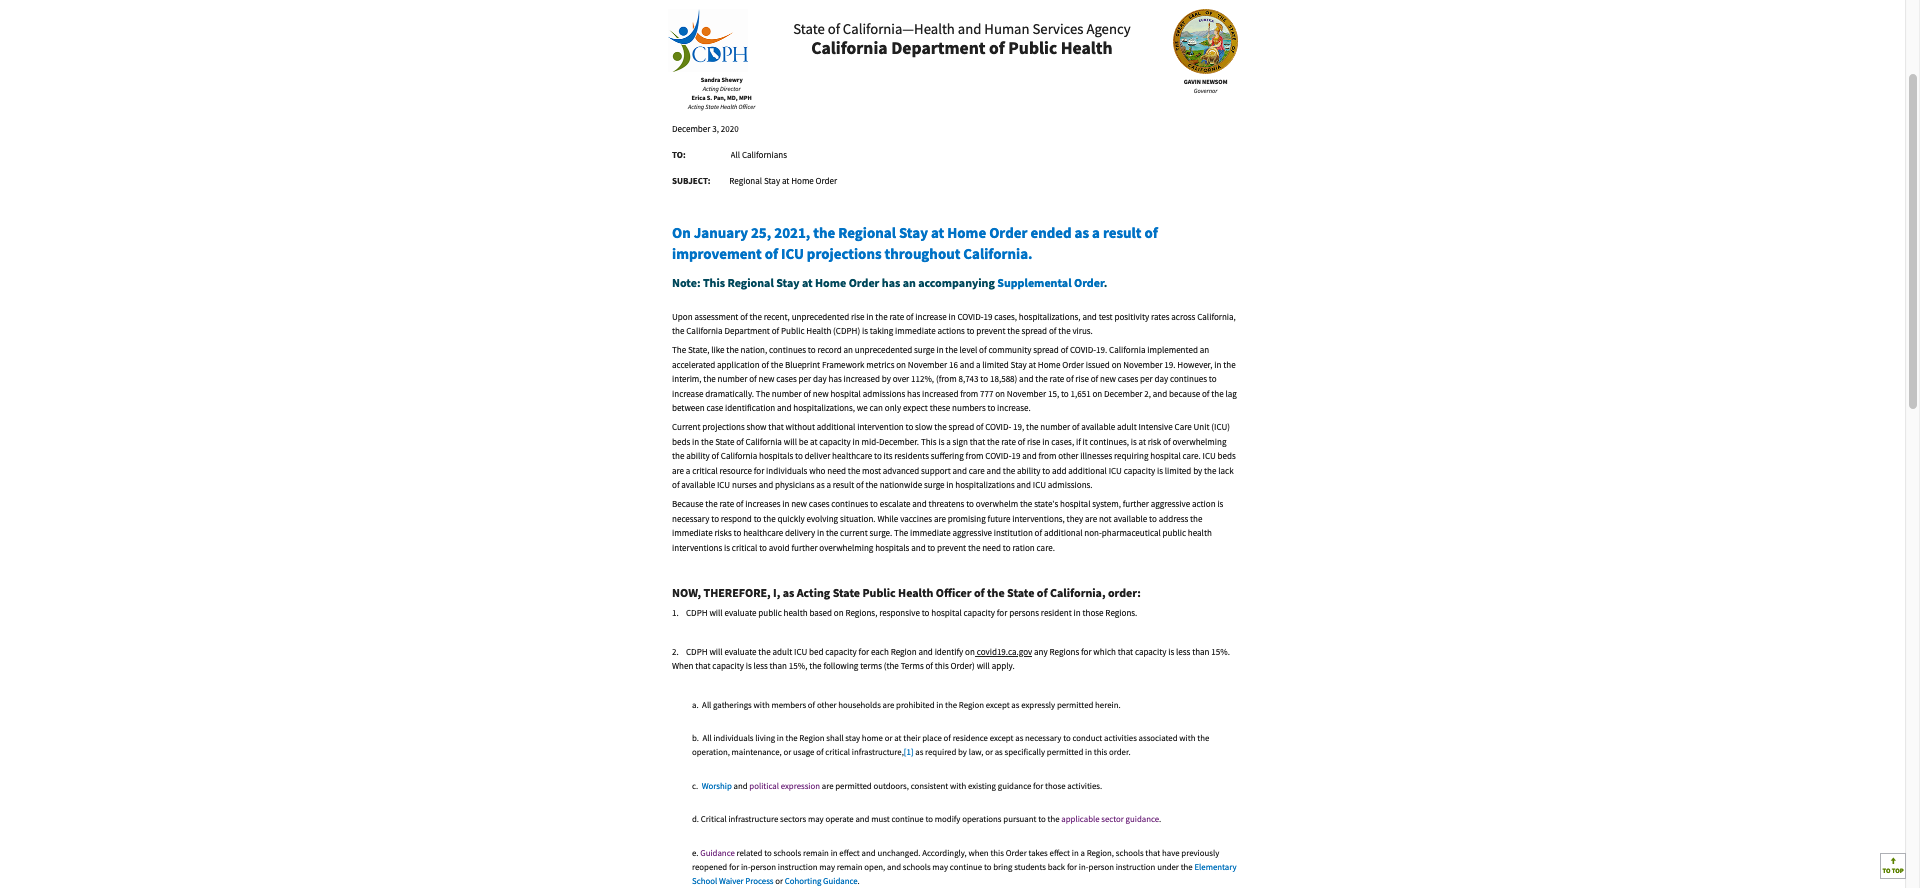 CDPH
State of California—Health and Human Services Agency
California Department of Public Health
Sandra Shewry
Acting Director
Erica S. Pan, MD, MPH
Acting State Health Officer
GAVIN NEWSOM
Governor
December 3, 2020
TO: All Californians
SUBJECT: Regional Stay at Home Order
On January 25, 2021, the Regional Stay at Home Order ended as a result of
improvement of ICU projections throughout California.
Note: This Regional Stay at Home Order has an accompanying Supplemental Order.
Upon assessment of the recent, unprecedented rise in the rate of increase in COVID-19 cases, hospitalizations, and test positivity rates across California,
the California Department of Public Health (CDPH) is taking immediate actions to prevent the spread of the virus.
The State, like the nation, continues to record an unprecedented surge in the level of community spread of COVID-19. California implemented an
accelerated application of the Blueprint Framework metrics on November 16 and a limited Stay at Home Order issued on November 19. However, in the
interim, the number of new cases per day has increased by over 112%, (from 8,743 to 18,588) and the rate of rise of new cases per day continues to
increase dramatically. The number of new hospital admissions has increased from 777 on November 15, to 1,651 on December 2, and because of the lag
between case identification and hospitalizations, we can only expect these numbers to increase.
Current projections show that without additional intervention to slow the spread of COVID- 19, the number of available adult Intensive Care Unit (ICU)
beds in the State of California will be at capacity in mid-December. This is a sign that the rate of rise in cases, if it continues, is at risk of overwhelming
the ability of California hospitals to deliver healthcare to its residents suffering from COVID-19 and from other illnesses requiring hospital care. ICU beds
are a critical resource for individuals who need the most advanced support and care and the ability to add additional ICU capacity is limited by the lack
of available ICU nurses and physicians as a result of the nationwide surge in hospitalizations and ICU admissions.
Because the rate of increases in new cases continues to escalate and threatens to overwhelm the state's hospital system, further aggressive action is
necessary to respond to the quickly evolving situation. While vaccines are promising future interventions, they are not available to address the
immediate risks to healthcare delivery in the current surge. The immediate aggressive institution of additional non-pharmaceutical public health
interventions is critical to avoid further overwhelming hospitals and to prevent the need to ration care.
NOW, THEREFORE, I, as Acting State Public Health Officer of the State of California, order:
1. CDPH will evaluate public health based on Regions, responsive to hospital capacity for persons resident in those Regions.
2. CDPH will evaluate the adult ICU bed capacity for each Region and identify on covid19.ca.gov any Regions for which that capacity is less than 15%.
When that capacity is less than 15%, the following terms (the Terms of this Order) will apply.
a. All gatherings with members of other households are prohibited in the Region except as expressly permitted herein.
b. All individuals living in the Region shall stay home or at their place of residence except as necessary to conduct activities associated with the
operation, maintenance, or usage of critical infrastructure,[1] as required by law, or as specifically permitted in this order.
c. Worship and political expression are permitted outdoors, consistent with existing guidance for those activities.
d. Critical infrastructure sectors may operate and must continue to modify operations pursuant to the applicable sector guidance.
e. Guidance related to schools remain in effect and unchanged. Accordingly, when this Order takes effect in a Region, schools that have previously
reopened for in-person instruction may remain open, and schools may continue to bring students back for in-person instruction under the Elementary
School Waiver Process or Cohorting Guidance.
TO TOP